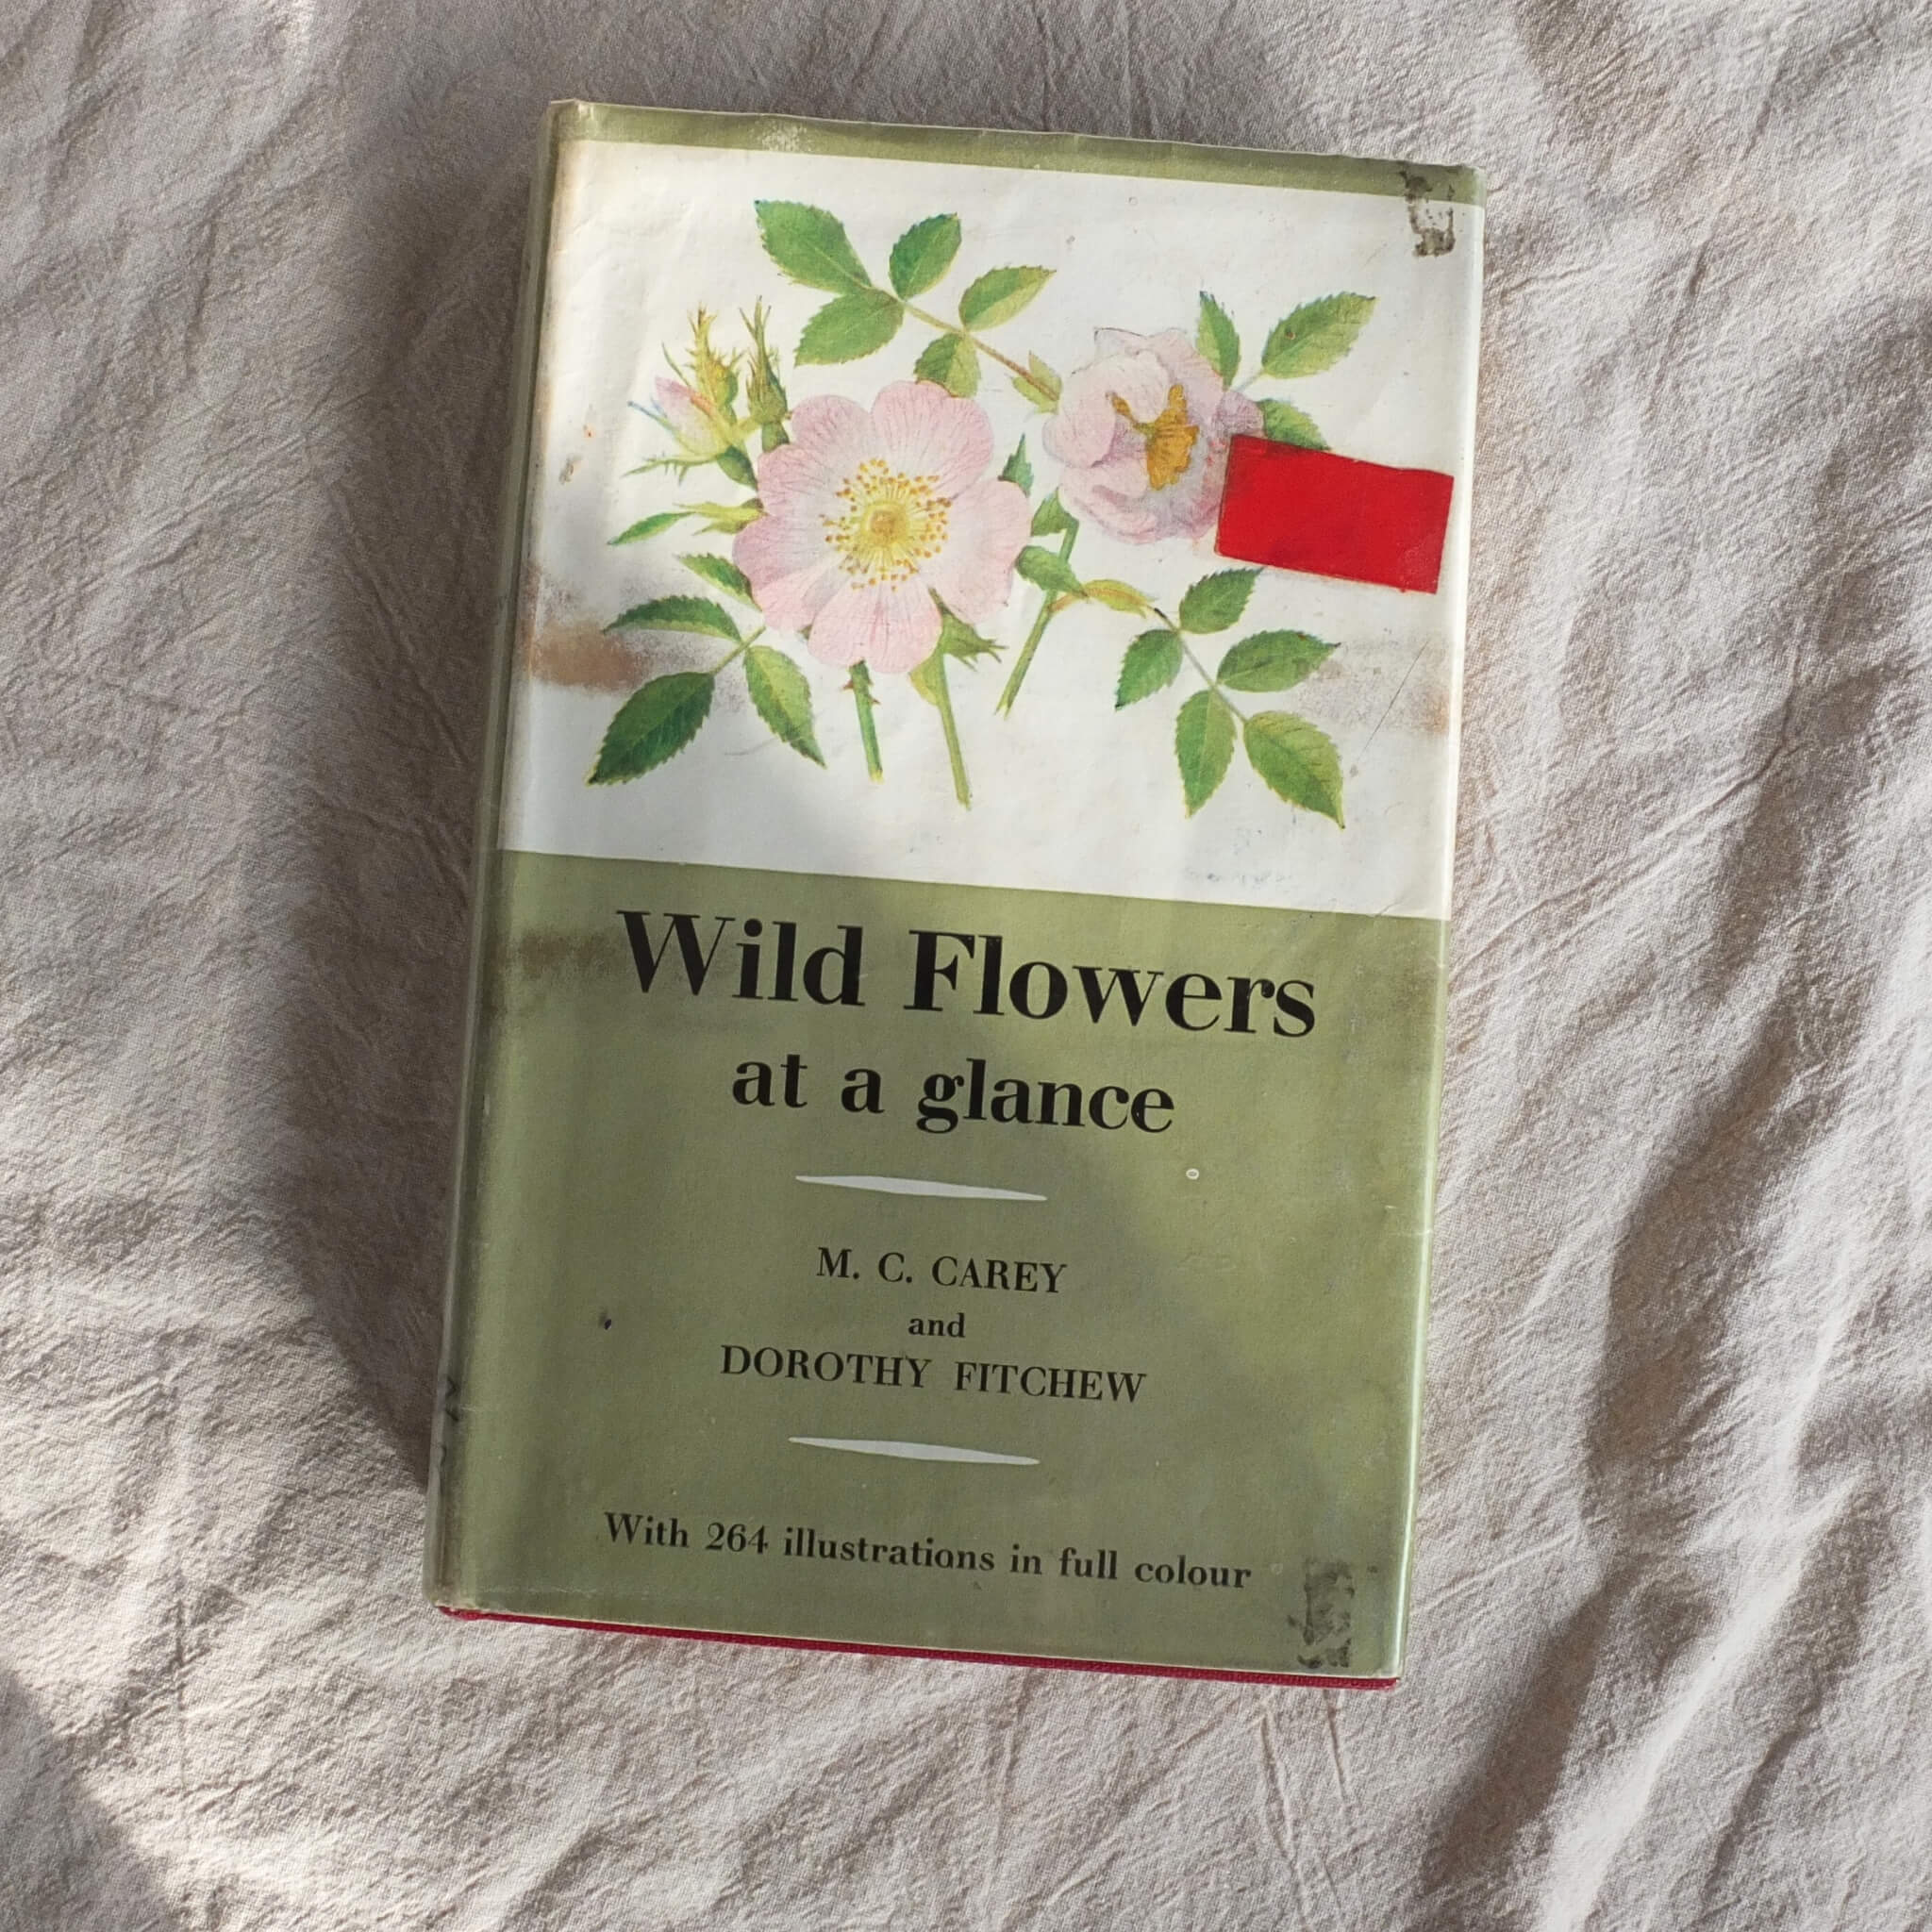 Wild Flowers
at a glance
M. C. CAREY
and
DOROTHY FITCHEW
With 264 illustrations in full colour